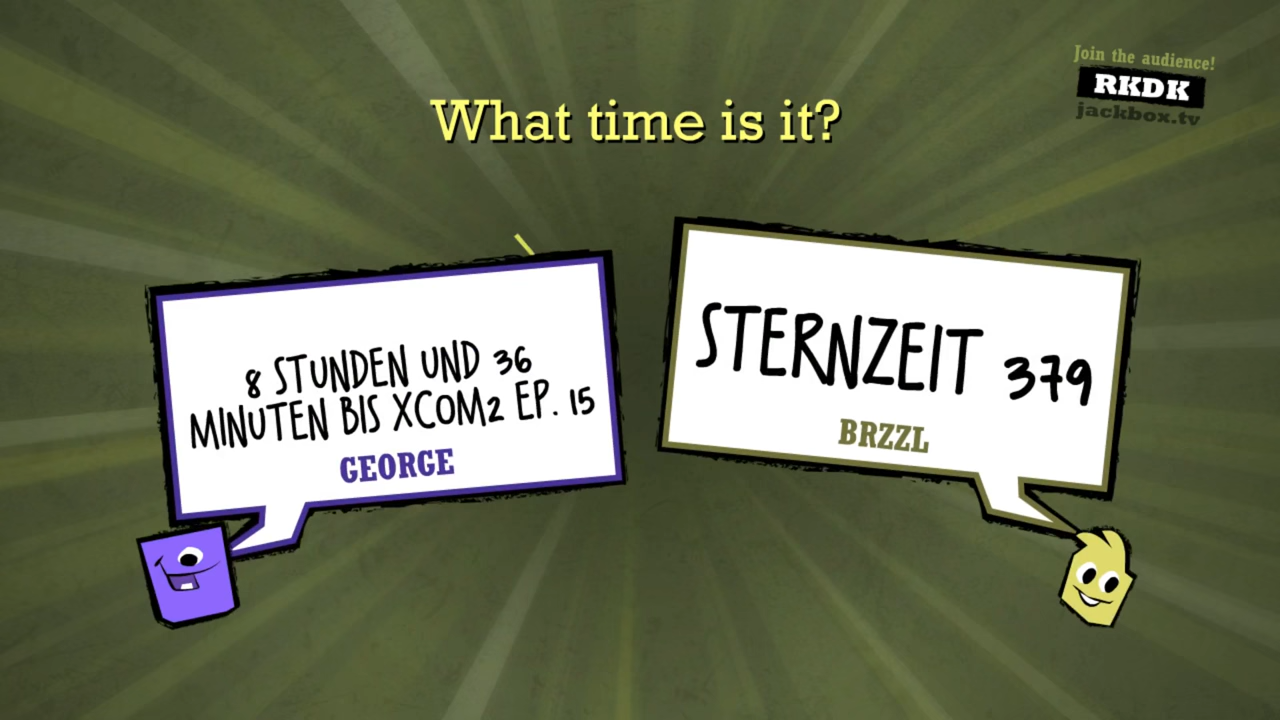 Join the audience!
RKDK
jackbox.tv
What time is it?
8 STUNDEN UND 36
MINUTEN BIS XCOM2 EP. 15
GEORGE
STERNZEIT 379
BRZZL